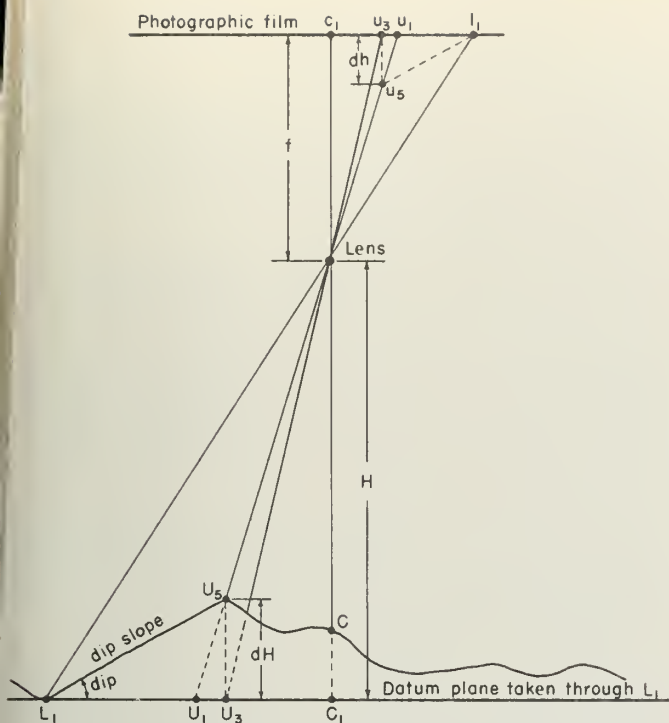 Photographic film c₁ u₃ u₁ l₁
dh
u₅
f
Lens
H
U₅
C
dip slope
dH
dip
Datum plane taken through L₁
L₁ U₁ U₃ C₁